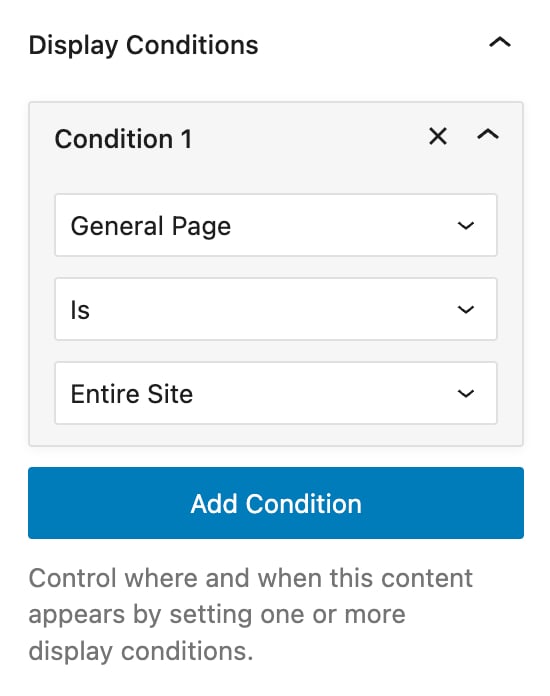 Display Conditions
Condition 1
General Page
Is
Entire Site
Add Condition
Control where and when this content
appears by setting one or more
display conditions.